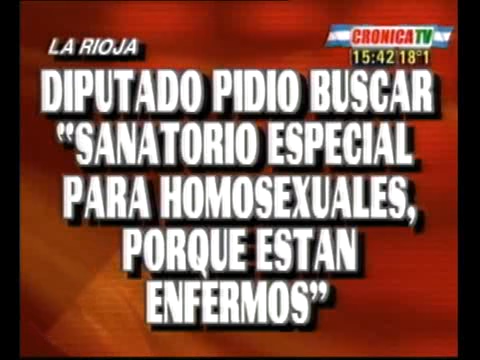 LA RIOJA
CRONICA TV
15:42 18°1
DIPUTADO PIDIO BUSCAR
"SANATORIO ESPECIAL
PARA HOMOSEXUALES,
PORQUE ESTAN
ENFERMOS"